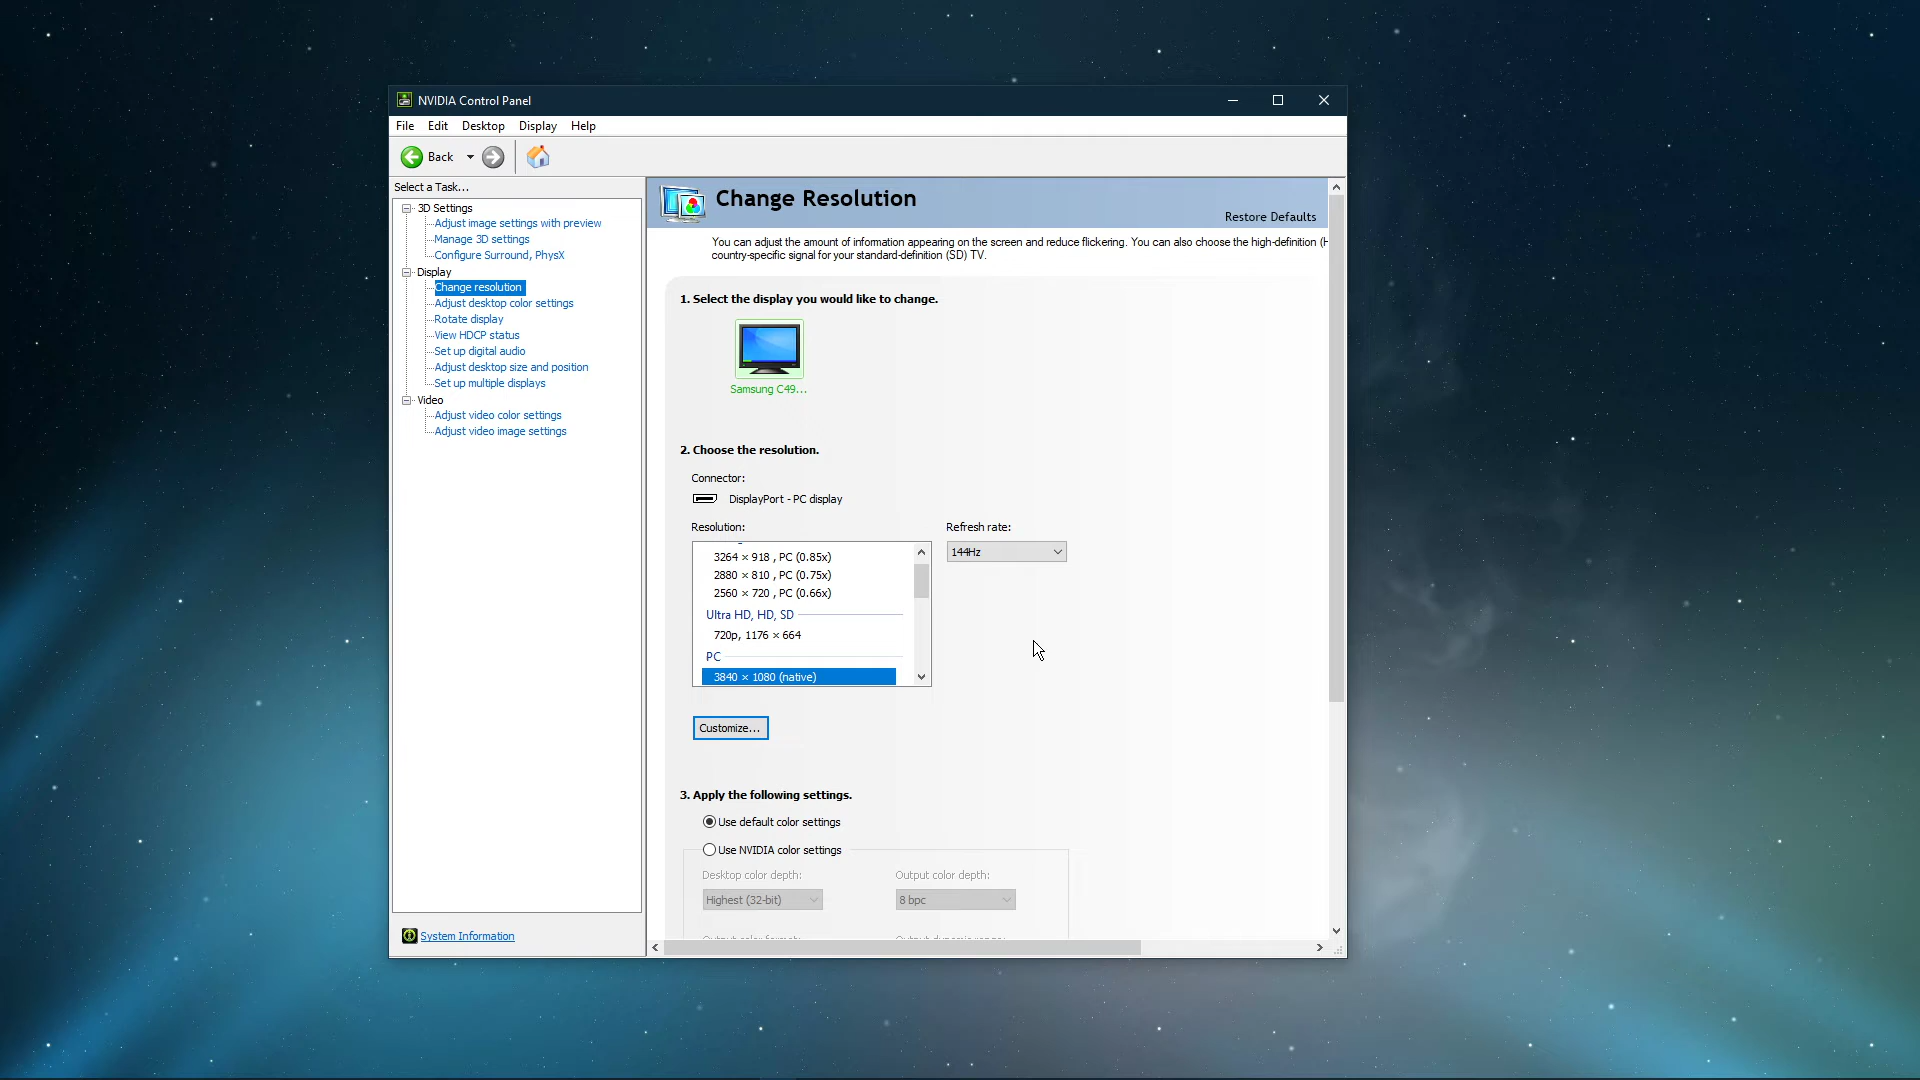 NVIDIA Control Panel
File Edit Desktop Display Help
Back
Select a Task...
3D Settings
Adjust image settings with preview
Manage 3D settings
Configure Surround, PhysX
Display
Change resolution
Adjust desktop color settings
Rotate display
View HDCP status
Set up digital audio
Adjust desktop size and position
Set up multiple displays
Video
Adjust video color settings
Adjust video image settings
System Information
Change Resolution
Restore Defaults
You can adjust the amount of information appearing on the screen and reduce flickering. You can also choose the high-definition (H
country-specific signal for your standard-definition (SD) TV.
1. Select the display you would like to change.
Samsung C49...
2. Choose the resolution.
Connector:
DisplayPort - PC display
Resolution:
Refresh rate:
3264 × 918 , PC (0.85x)
2880 × 810 , PC (0.75x)
2560 × 720 , PC (0.66x)
Ultra HD, HD, SD
720p, 1176 × 664
PC
3840 × 1080 (native)
144Hz
Customize...
3. Apply the following settings.
Use default color settings
Use NVIDIA color settings
Desktop color depth:
Output color depth:
Highest (32-bit)
8 bpc